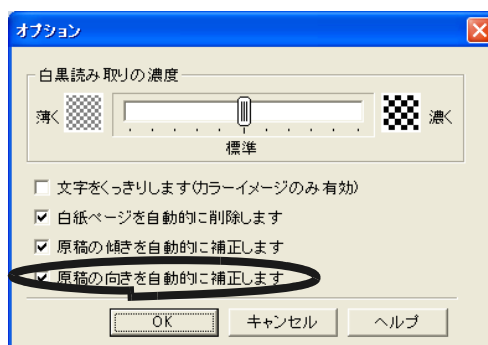 オプション
白黒読み取りの濃度
薄く 濃く
標準
文字をくっきりします(カラーイメージのみ有効)
白紙ページを自動的に削除します
原稿の傾きを自動的に補正します
原稿の向きを自動的に補正します
OK キャンセル ヘルプ